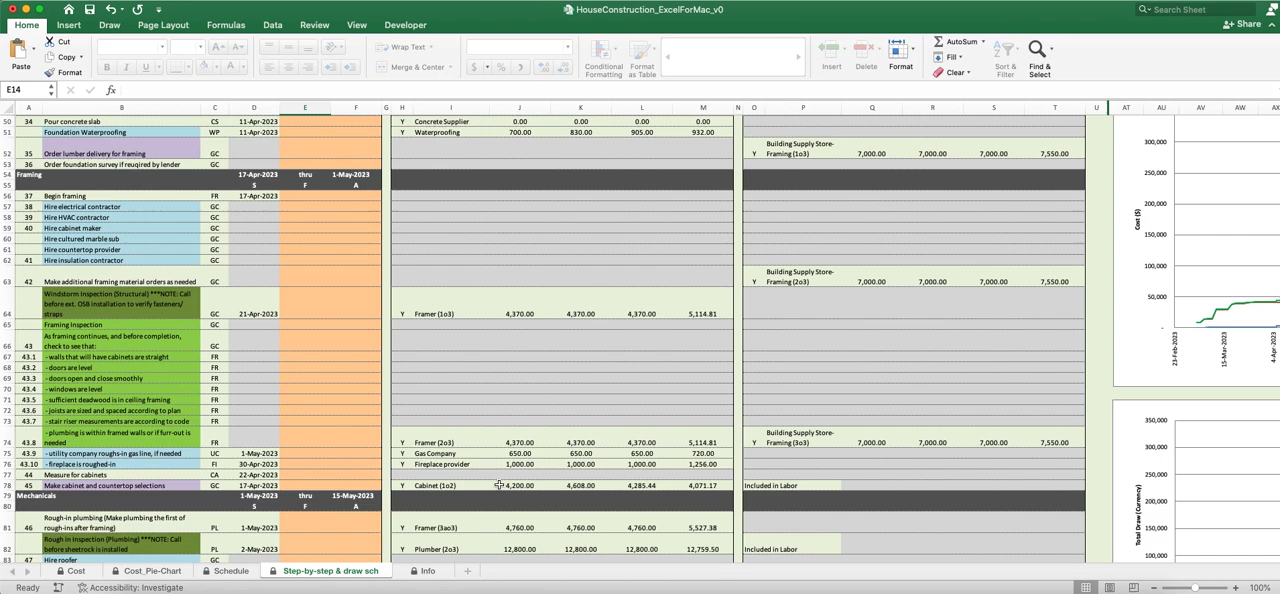 HouseConstruction_ExcelForMac_v0
Search Sheet
Home Insert Draw Page Layout Formulas Data Review View Developer
Share
Paste
Cut
Copy
Format
B I U
A A
Wrap Text
Merge & Center
$ %
Conditional Formatting
Format as Table
Insert Delete Format
AutoSum
Fill
Clear
Sort & Filter
Find & Select
E14 fx
A B C D E F G H I J K L M N O P Q R S T U AT AU AV AW AX
50 34 Pour concrete slab CS 11-Apr-2023 Y Concrete Supplier 0.00 0.00 0.00 0.00
51 Foundation Waterproofing WP 11-Apr-2023 Y Waterproofing 700.00 830.00 905.00 932.00
52 35 Order lumber delivery for framing GC Y Building Supply Store- Framing (1o3) 7,000.00 7,000.00 7,000.00 7,550.00
53 36 Order foundation survey if reuqired by lender GC
54 Framing 17-Apr-2023 thru 1-May-2023
55 S F A
56 37 Begin framing FR 17-Apr-2023
57 38 Hire electrical contractor GC
58 39 Hire HVAC contractor GC
59 40 Hire cabinet maker GC
60 Hire cultured marble sub GC
61 Hire countertop provider GC
62 41 Hire insulation contractor GC
63 42 Make additional framing material orders as needed GC Y Building Supply Store- Framing (2o3) 7,000.00 7,000.00 7,000.00 7,550.00
64 Windstorm Inspection (Structural) ***NOTE: Call before ext. OSB installation to verify fasteners/ straps GC 21-Apr-2023 Y Framer (1o3) 4,370.00 4,370.00 4,370.00 5,114.81
65 Framing Inspection GC
66 43 As framing continues, and before completion, check to see that: GC
67 43.1 - walls that will have cabinets are straight FR
68 43.2 - doors are level FR
69 43.3 - doors open and close smoothly FR
70 43.4 - windows are level FR
71 43.5 - sufficient deadwood is in ceiling framing FR
72 43.6 - joists are sized and spaced according to plan FR
73 43.7 - stair riser measurements are according to code FR
74 43.8 - plumbing is within framed walls or if furr-out is needed FR Y Framer (2o3) 4,370.00 4,370.00 4,370.00 5,114.81 Y Building Supply Store- Framing (3o3) 7,000.00 7,000.00 7,000.00 7,550.00
75 43.9 - utility company roughs-in gas line, if needed UC 1-May-2023 Y Gas Company 650.00 650.00 650.00 720.00
76 43.10 - fireplace is roughed-in FI 30-Apr-2023 Y Fireplace provider 1,000.00 1,000.00 1,000.00 1,256.00
77 44 Measure for cabinets CA 22-Apr-2023
78 45 Make cabinet and countertop selections GC 17-Apr-2023 Y Cabinet (1o2) 4,200.00 4,608.00 4,285.44 4,071.17 Included in Labor
79 Mechanicals 1-May-2023 thru 15-May-2023
80 S F A
81 46 Rough-in plumbing (Make plumbing the first of rough-ins after framing) PL 1-May-2023 Y Framer (3ao3) 4,760.00 4,760.00 4,760.00 5,527.38
82 Rough in Inspection (Plumbing) ***NOTE: Call before sheetrock is installed PL 2-May-2023 Y Plumber (2o3) 12,800.00 12,800.00 12,800.00 12,759.50 Included in Labor
83 47 Hire roofer GC
Cost ($)
300,000
250,000
200,000
150,000
100,000
50,000
-
23-Feb-2023
15-Mar-2023
4-Apr-2023
Total Draw (Currency)
350,000
300,000
250,000
200,000
150,000
100,000
Cost Cost_Pie-Chart Schedule Step-by-step & draw sch Info +
Ready Accessibility: Investigate 100%